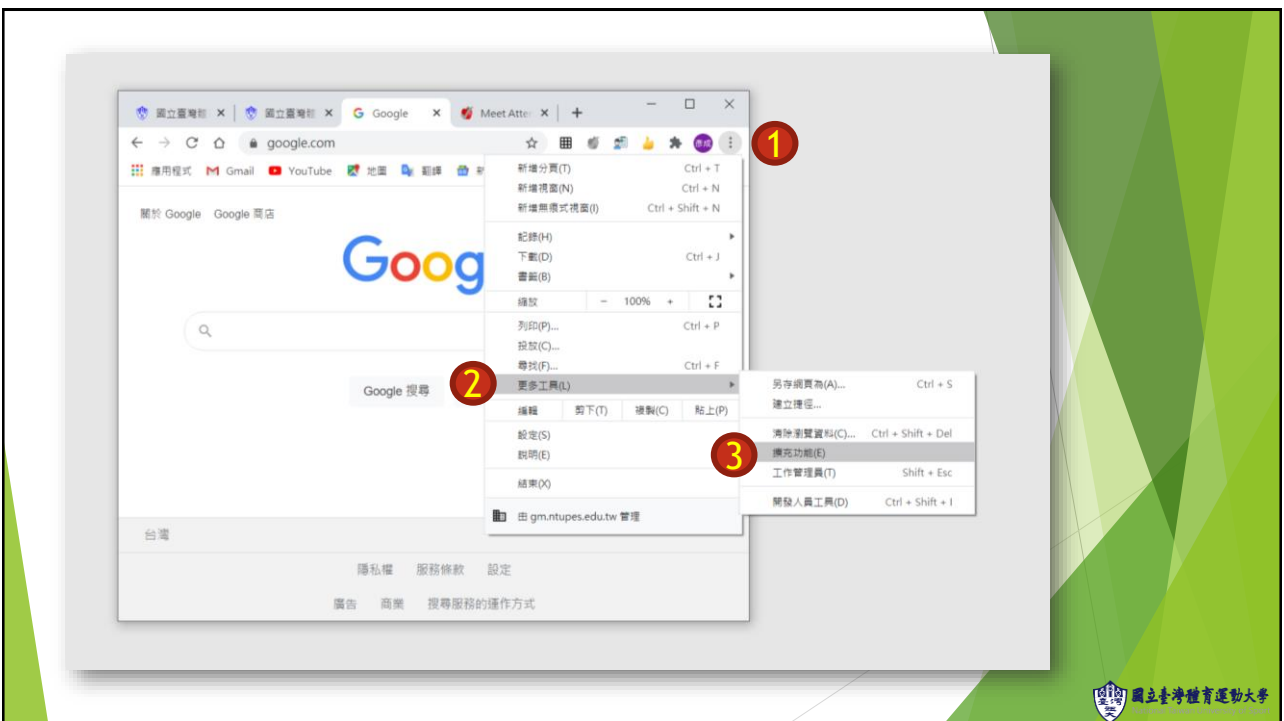 國立臺灣體
國立臺灣體
Google
Meet Atte
google.com
1
應用程式
Gmail
YouTube
地圖
翻譯
新增分頁(T) Ctrl + T
新增視窗(N) Ctrl + N
新增無痕式視窗(I) Ctrl + Shift + N
關於 Google Google 商店
記錄(H)
下載(D) Ctrl + J
書籤(B)
Goog
縮放 - 100% +
列印(P)... Ctrl + P
投放(C)...
尋找(F)... Ctrl + F
2
更多工具(L)
Google 搜尋
編輯 剪下(T) 複製(C) 貼上(P)
設定(S)
說明(E)
結束(X)
由 gm.ntupes.edu.tw 管理
另存網頁為(A)... Ctrl + S
建立捷徑...
清除瀏覽資料(C)... Ctrl + Shift + Del
3
擴充功能(E)
工作管理員(T) Shift + Esc
開發人員工具(D) Ctrl + Shift + I
台灣
隱私權 服務條款 設定
廣告 商業 搜尋服務的運作方式
國立臺灣體育運動大學